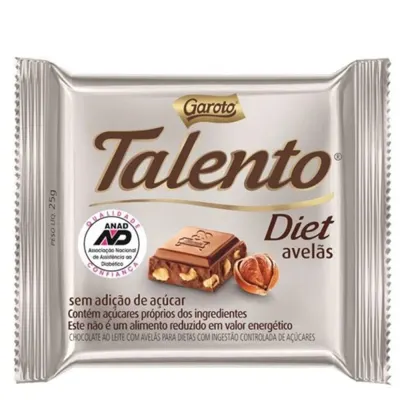 Garoto
Talento®
Diet
avelãs
PESO LÍQ. 25g
QUALIDADE
ANAD
Associação Nacional
de Assistência ao
Diabético
CONFIANÇA
sem adição de açúcar
Contém açúcares próprios dos ingredientes
Este não é um alimento reduzido em valor energético
CHOCOLATE AO LEITE COM AVELÃS PARA DIETAS COM INGESTÃO CONTROLADA DE AÇÚCARES